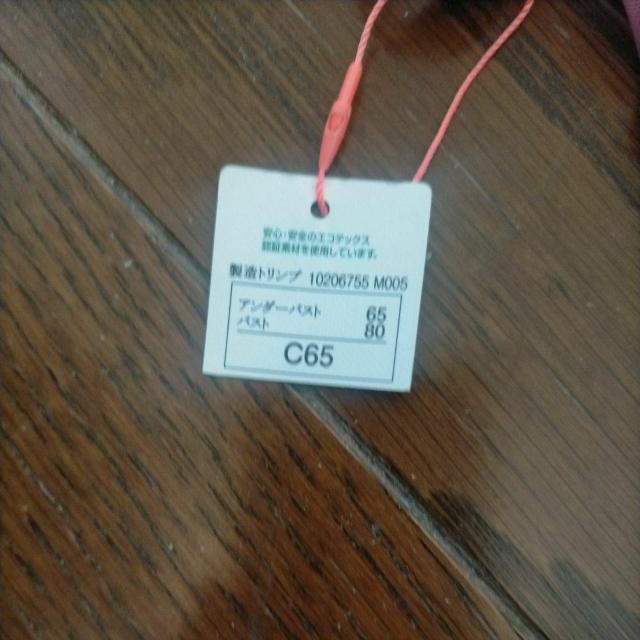 安心・安全のエコテックス
認証素材を使用しています。
製造トリンプ 10206755 M005
アンダーバスト 65
バスト 80
C65